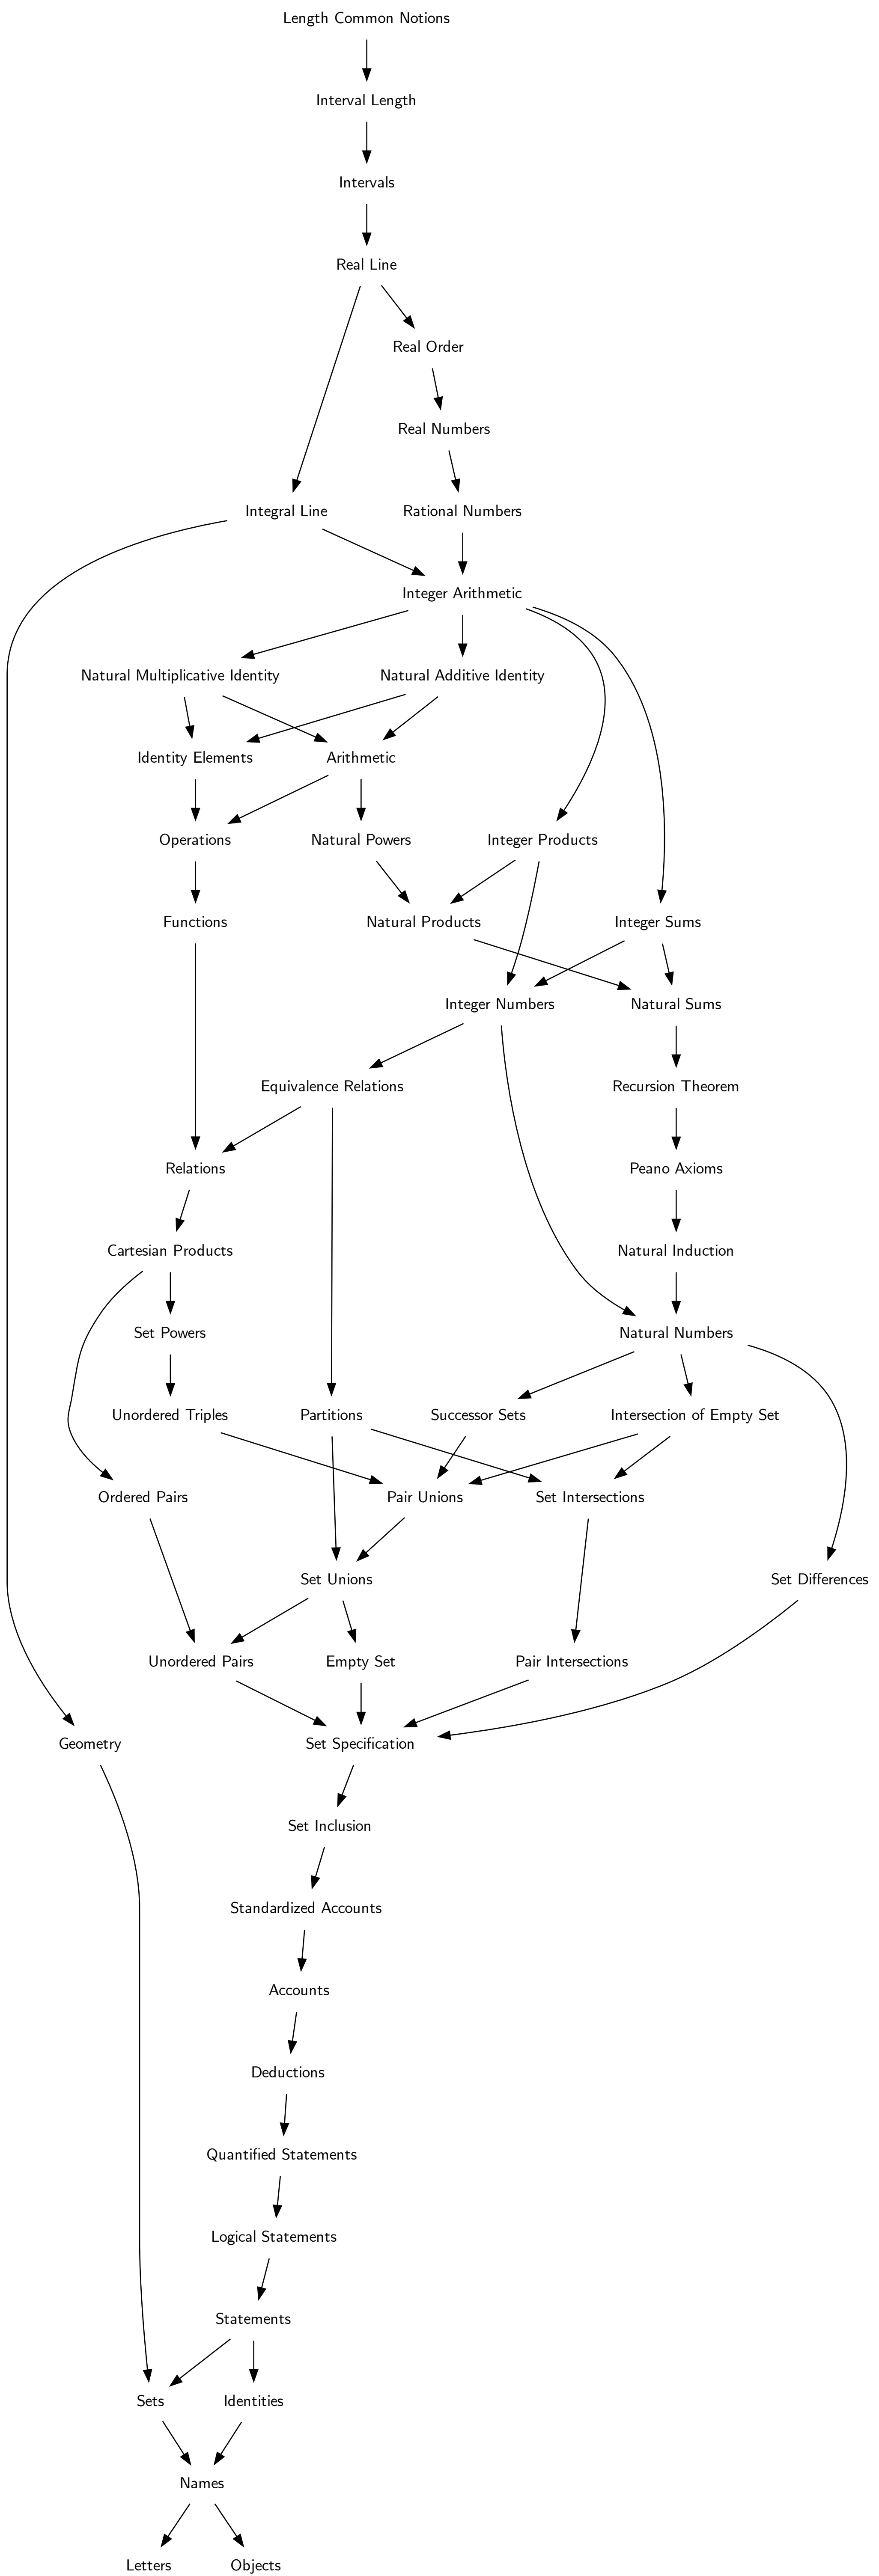 Length Common Notions
Interval Length
Intervals
Real Line
Real Order
Real Numbers
Integral Line
Rational Numbers
Integer Arithmetic
Natural Multiplicative Identity
Natural Additive Identity
Identity Elements
Arithmetic
Operations
Natural Powers
Integer Products
Functions
Natural Products
Integer Sums
Integer Numbers
Natural Sums
Equivalence Relations
Recursion Theorem
Relations
Peano Axioms
Cartesian Products
Natural Induction
Set Powers
Natural Numbers
Unordered Triples
Partitions
Successor Sets
Intersection of Empty Set
Ordered Pairs
Pair Unions
Set Intersections
Set Unions
Set Differences
Unordered Pairs
Empty Set
Pair Intersections
Geometry
Set Specification
Set Inclusion
Standardized Accounts
Accounts
Deductions
Quantified Statements
Logical Statements
Statements
Sets
Identities
Names
Letters
Objects